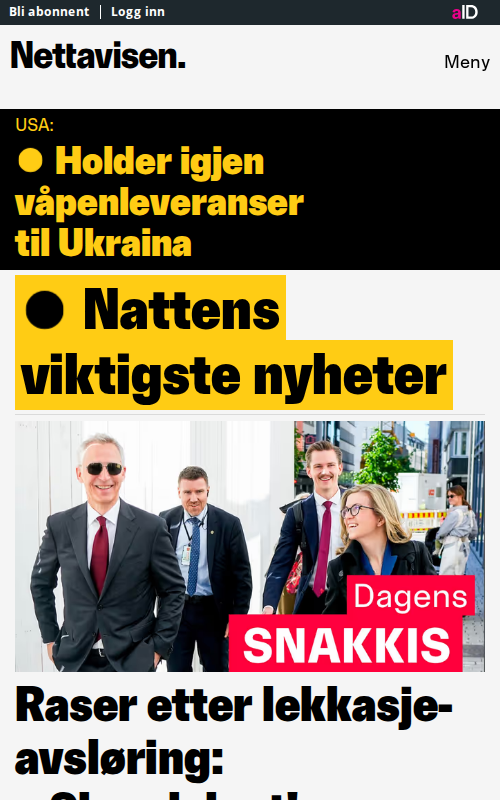 Bli abonnent | Logg inn
aID
Nettavisen.
Meny
USA:
Holder igjen
våpenleveranser
til Ukraina
Nattens
viktigste nyheter
Dagens
SNAKKIS
Raser etter lekkasje-
avsløring: